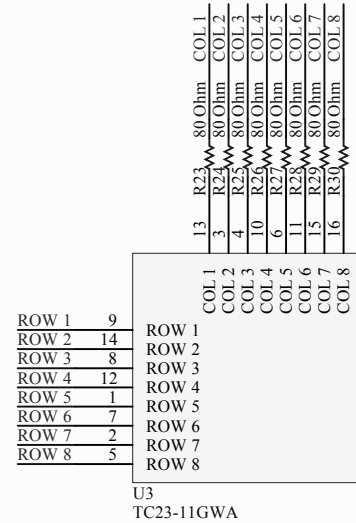 COL 1
COL 2
COL 3
COL 4
COL 5
COL 6
COL 7
COL 8
80 Ohm
80 Ohm
80 Ohm
80 Ohm
80 Ohm
80 Ohm
80 Ohm
80 Ohm
R23
R24
R25
R26
R27
R28
R29
R30
13
3
4
10
6
11
15
16
COL 1
COL 2
COL 3
COL 4
COL 5
COL 6
COL 7
COL 8
ROW 1 9 ROW 1
ROW 2 14 ROW 2
ROW 3 8 ROW 3
ROW 4 12 ROW 4
ROW 5 1 ROW 5
ROW 6 7 ROW 6
ROW 7 2 ROW 7
ROW 8 5 ROW 8
U3
TC23-11GWA